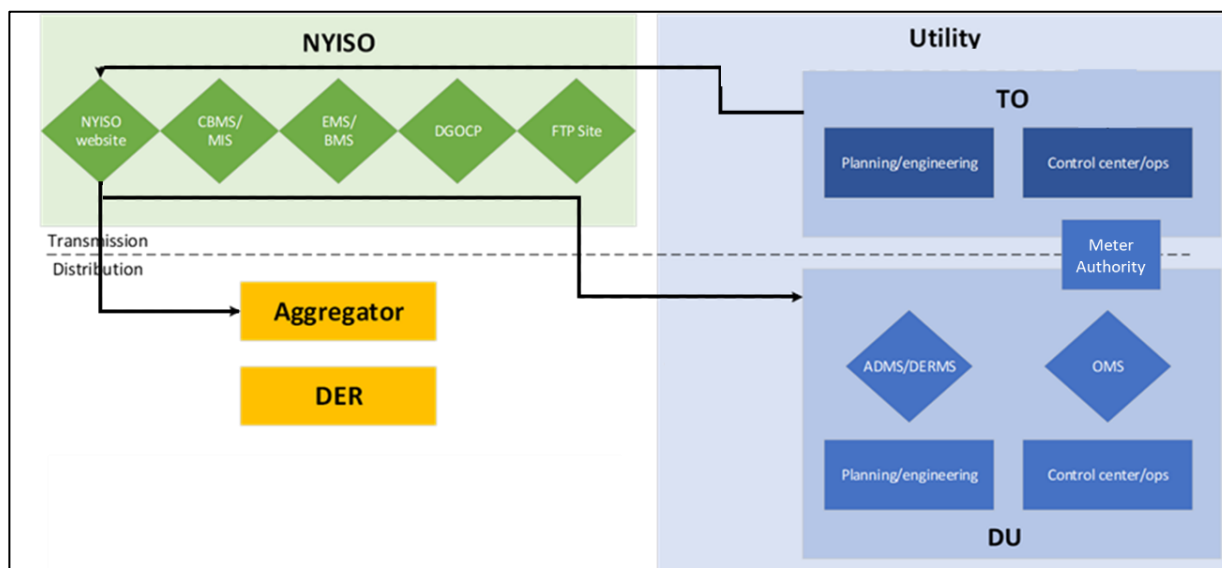 NYISO
Utility
NYISO
website
CBMS/
MIS
EMS/
BMS
DGOCP
FTP Site
TO
Planning/engineering
Control center/ops
Transmission
Distribution
Meter
Authority
Aggregator
DER
ADMS/DERMS
OMS
Planning/engineering
Control center/ops
DU